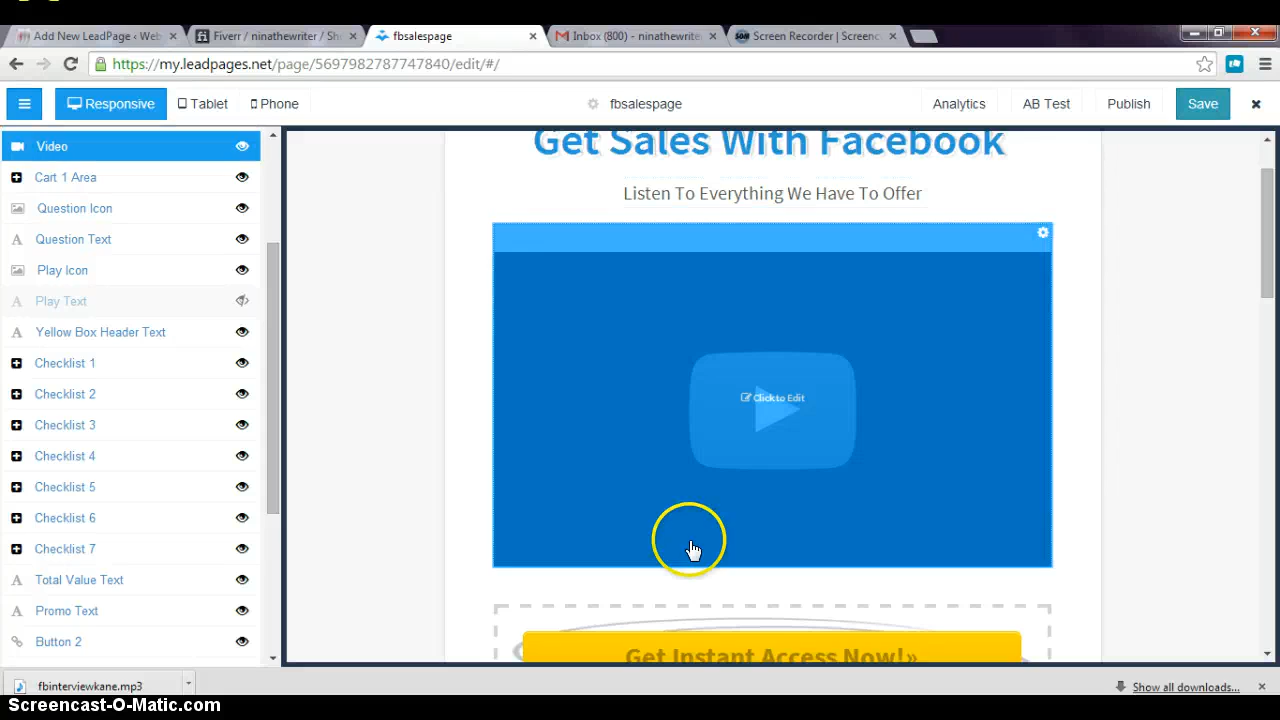 Add New LeadPage ‹ Web
Fiverr / ninathewriter / Sh
fbsalespage
Inbox (800) - ninathewrite
Screen Recorder | Screenc
https://my.leadpages.net/page/5697982787747840/edit/#/
Responsive
Tablet
Phone
fbsalespage
Analytics
AB Test
Publish
Save
Video
Cart 1 Area
Question Icon
Question Text
Play Icon
Play Text
Yellow Box Header Text
Checklist 1
Checklist 2
Checklist 3
Checklist 4
Checklist 5
Checklist 6
Checklist 7
Total Value Text
Promo Text
Button 2
Get Sales With Facebook
Listen To Everything We Have To Offer
Click to Edit
Get Instant Access Now!»
fbinterviewkane.mp3
Show all downloads...
Screencast-O-Matic.com